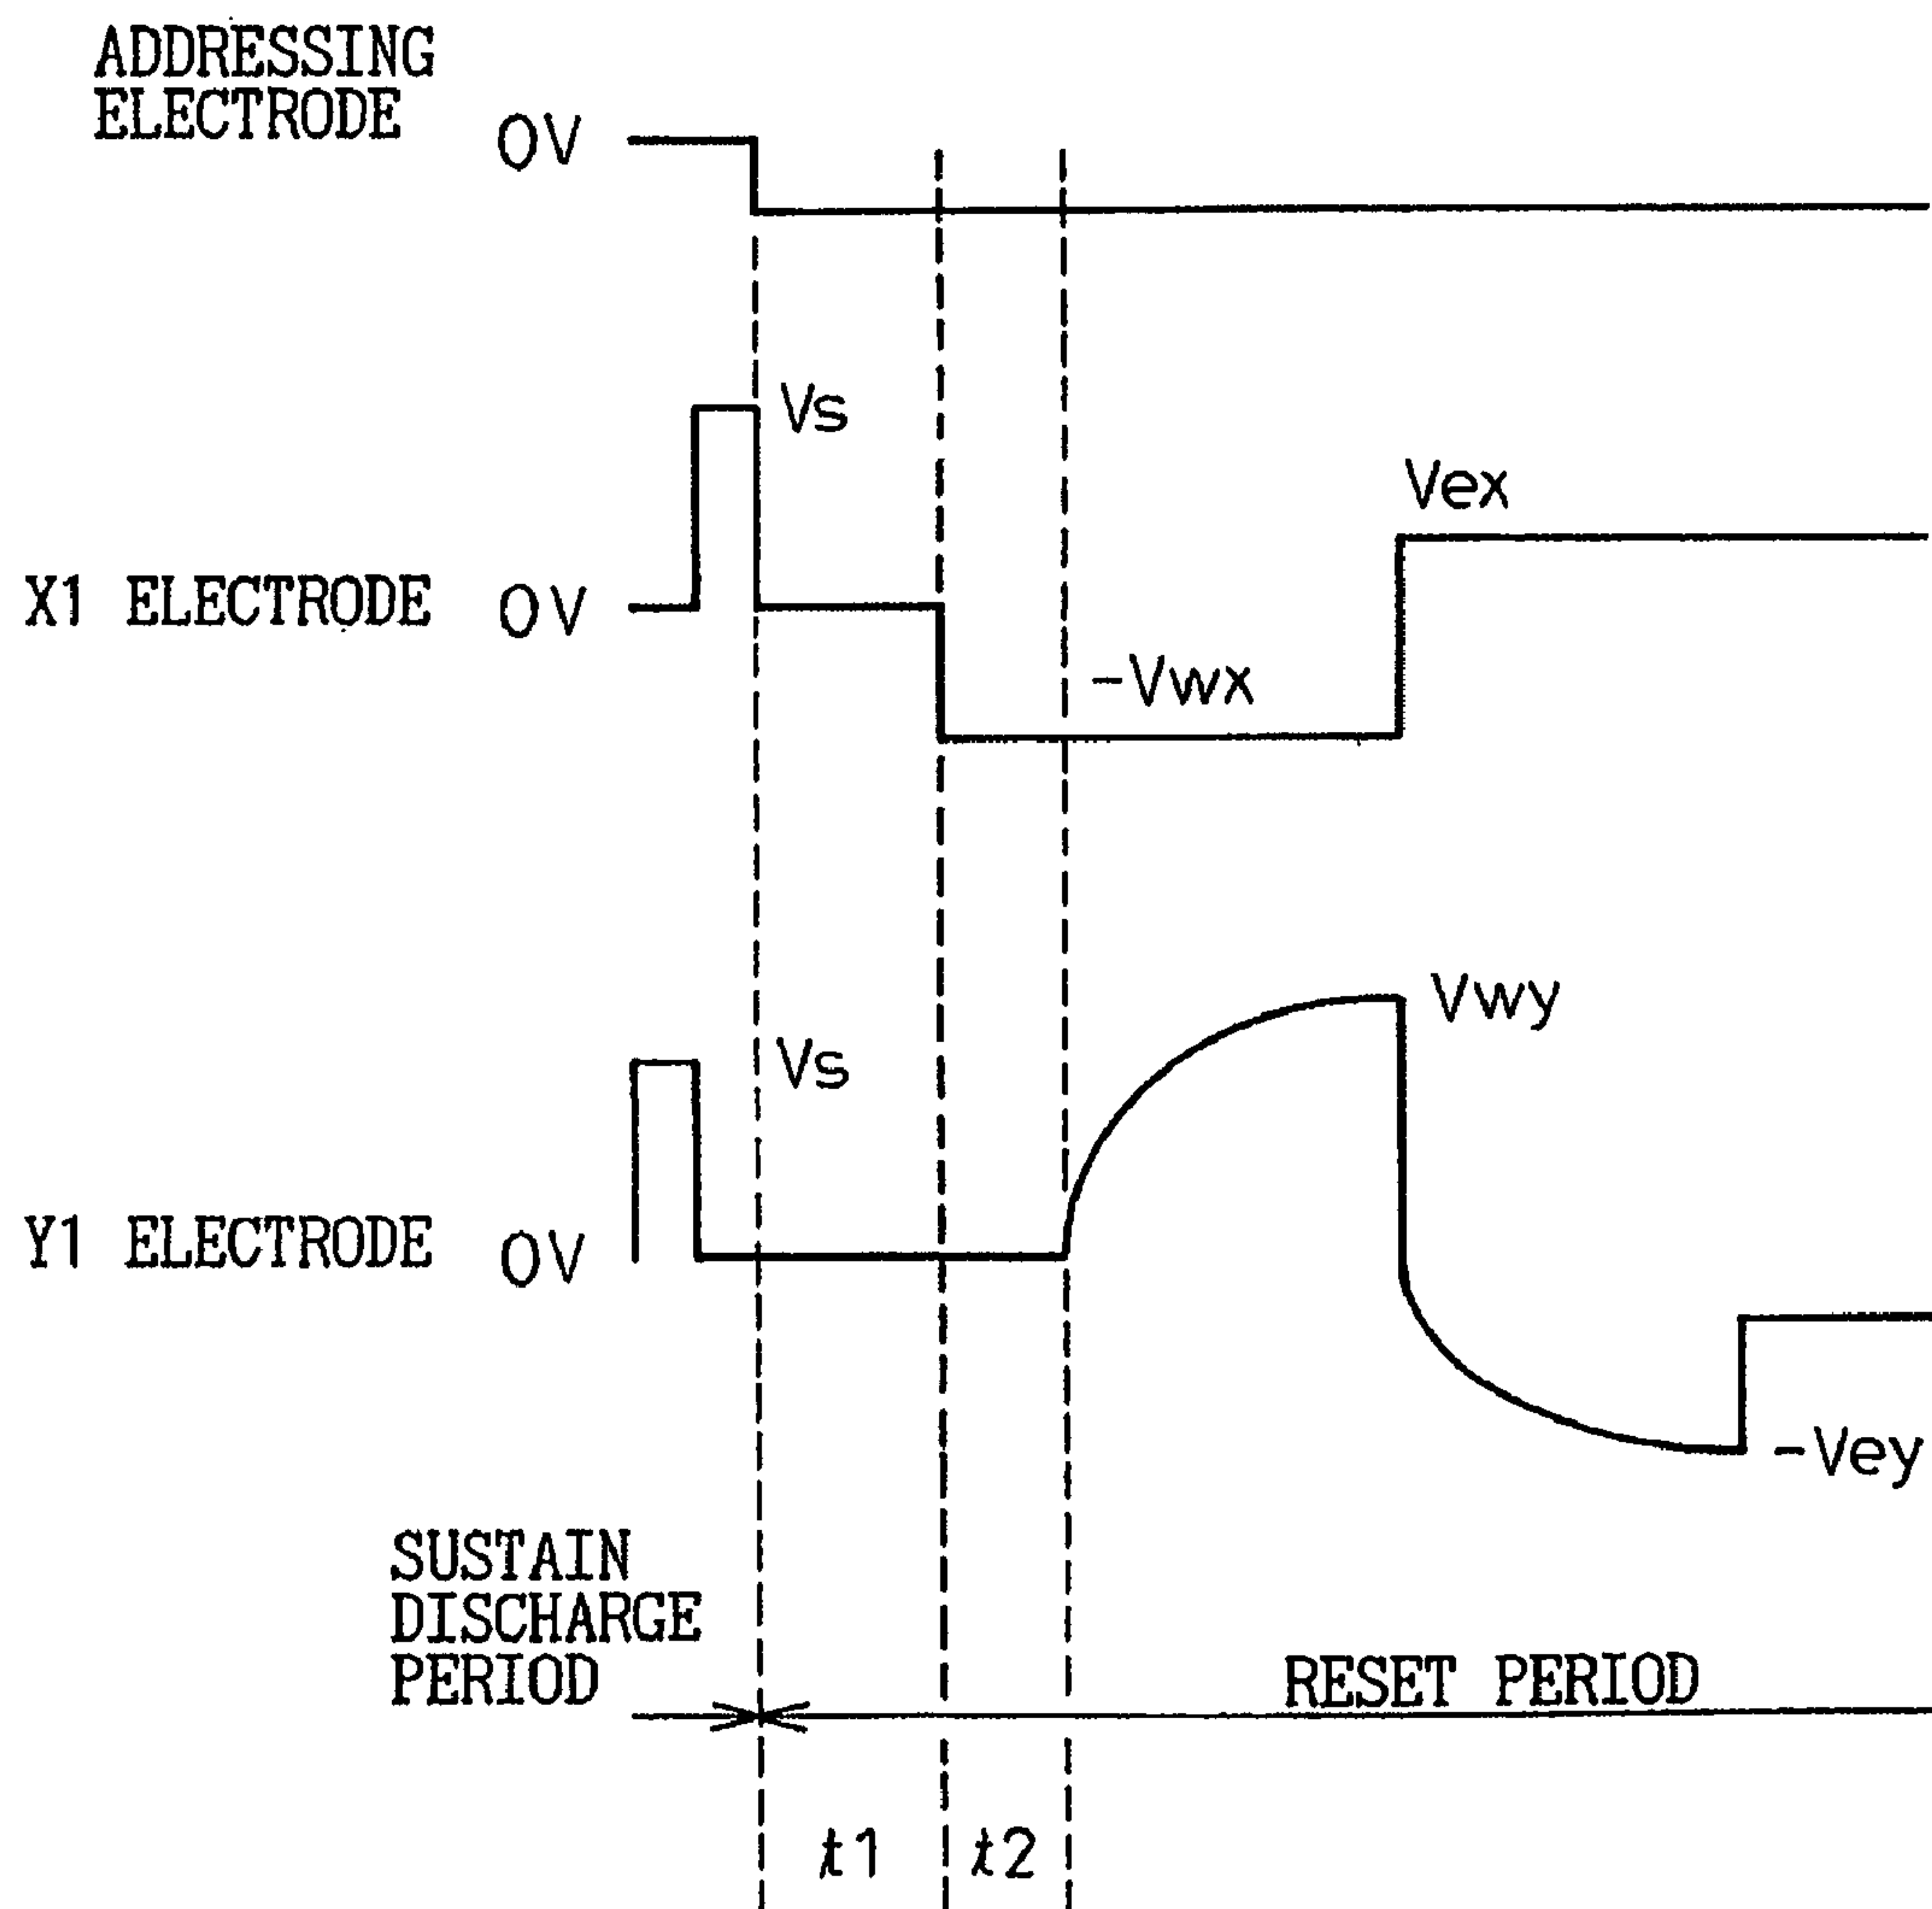 ADDRESSING
ELECTRODE
0V
Vs
Vex
X1 ELECTRODE
0V
-Vwx
Vwy
Vs
Y1 ELECTRODE
0V
-Vey
SUSTAIN
DISCHARGE
PERIOD
RESET PERIOD
t1
t2